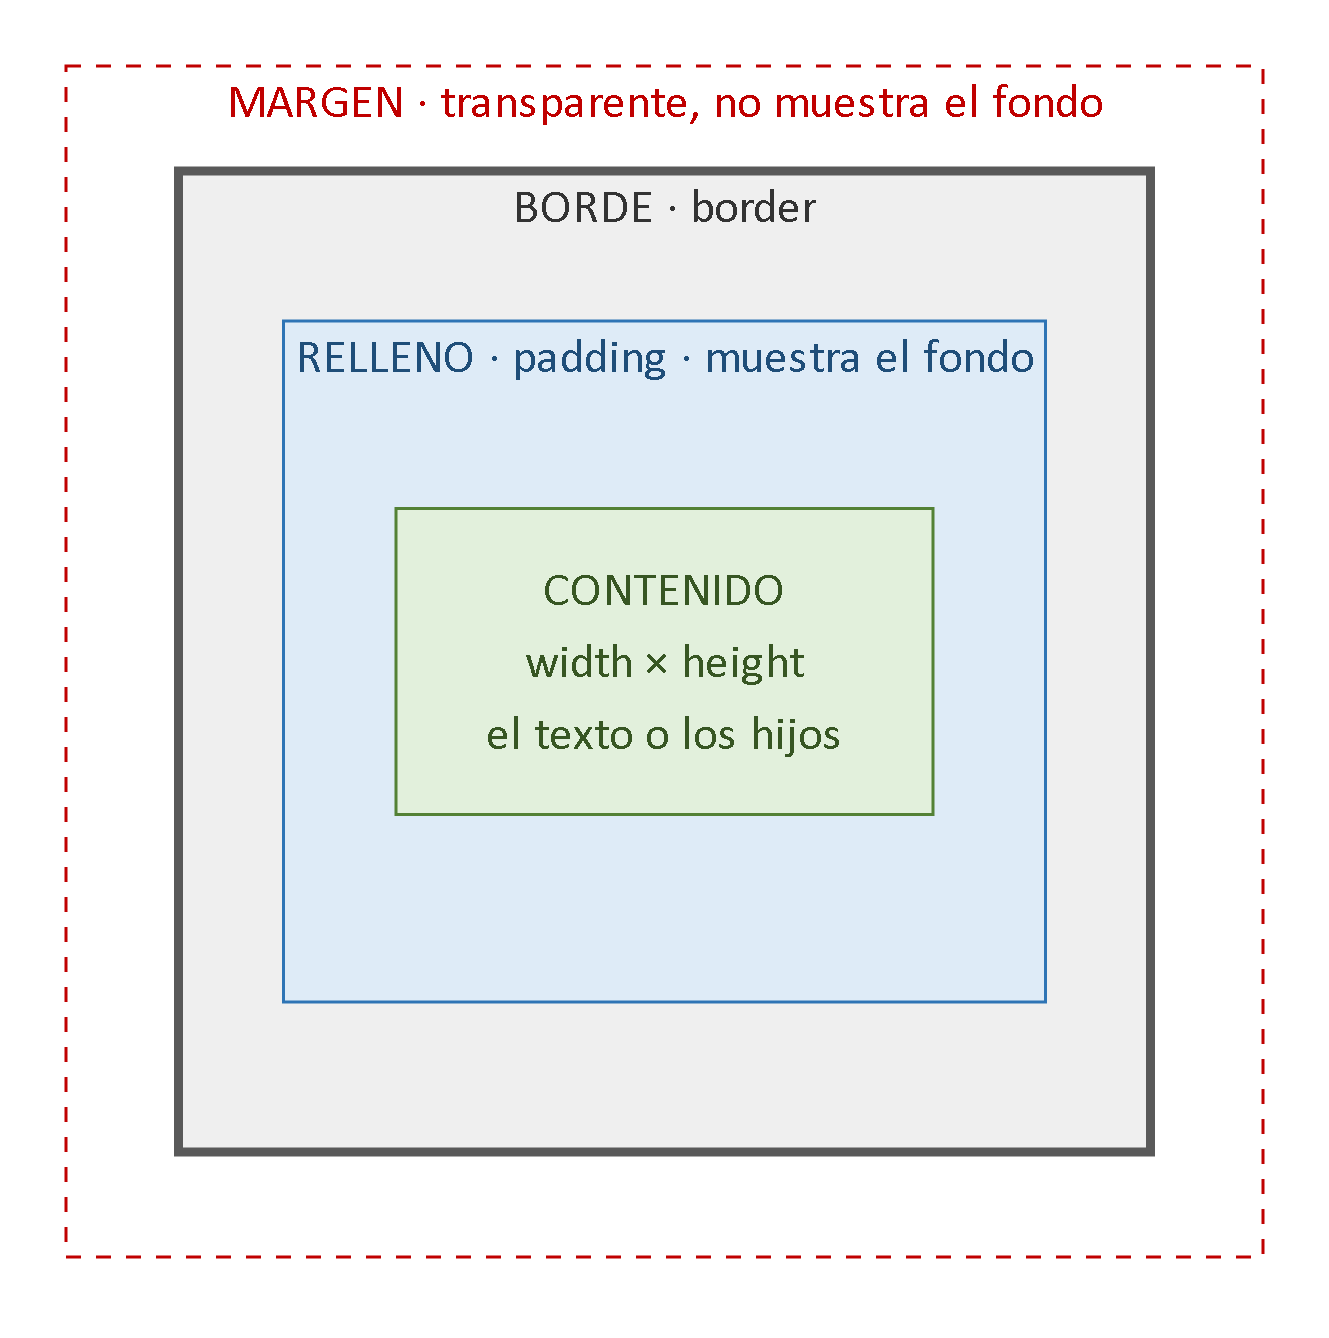 MARGEN · transparente, no muestra el fondo
BORDE · border
RELLENO · padding · muestra el fondo
CONTENIDO
width × height
el texto o los hijos